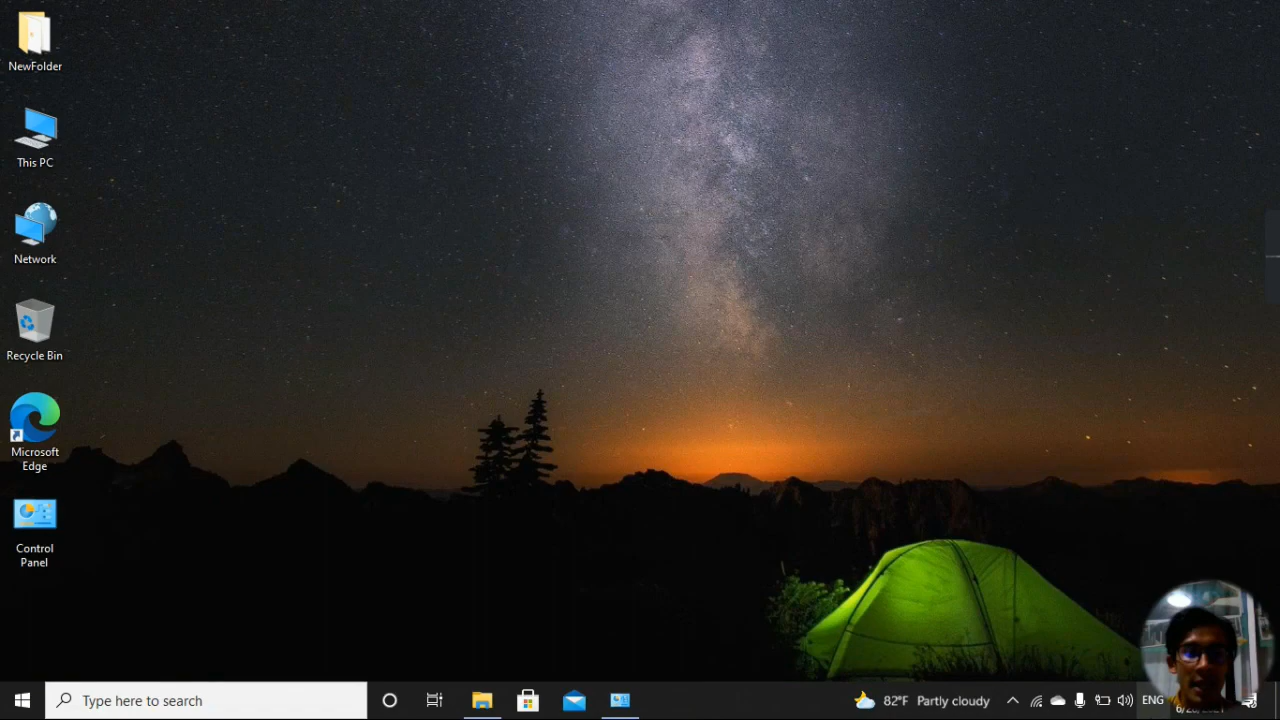 NewFolder
This PC
Network
Recycle Bin
Microsoft
Edge
Control
Panel
Type here to search
82°F Partly cloudy
ENG